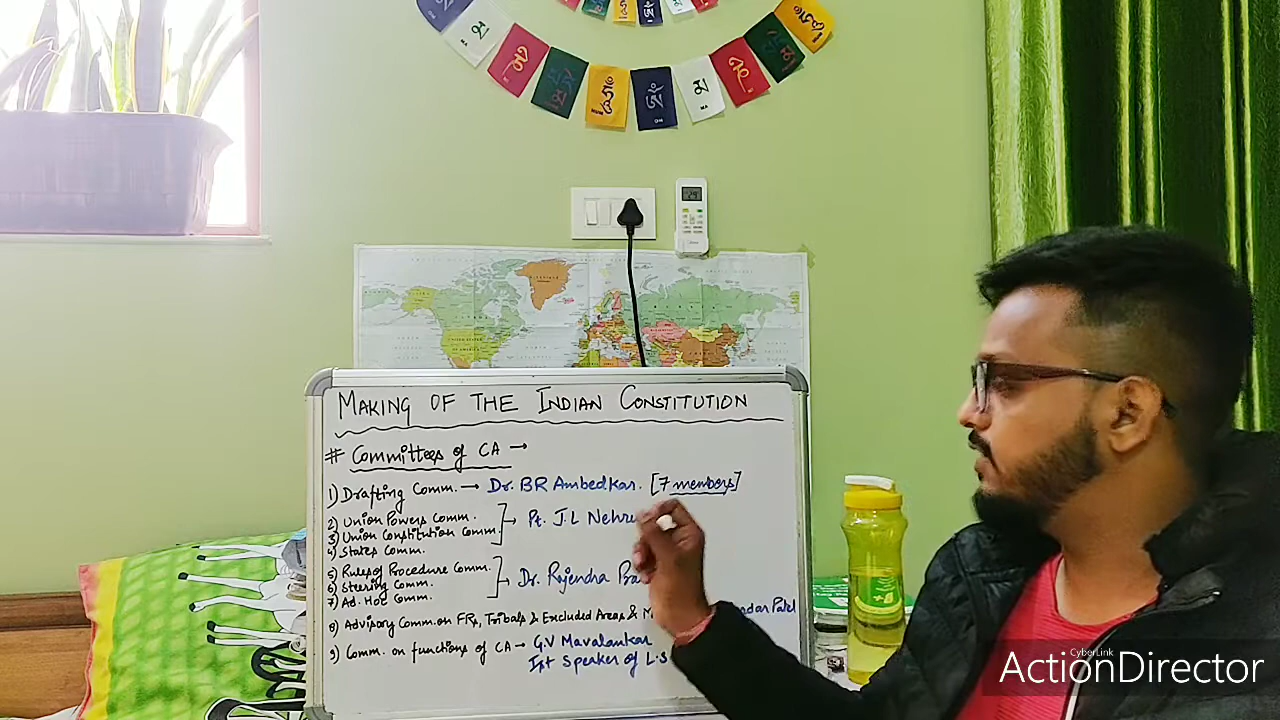 MAKING OF THE INDIAN CONSTITUTION
# Committees of CA →
1) Drafting Comm. → Dr. BR Ambedkar. [7 members]
2) Union Powers Comm.
3) Union Constitution Comm.
4) States Comm.
→ Pt. J.L Nehru
5) Rules of Procedure Comm.
6) Steering Comm.
7) Ad. Hoc Comm.
→ Dr. Rajendra
8) Advisory Comm. on FRs, Tribals & Excluded Areas & Patel
9) Comm. on functions of CA → G.V Mavalankar
1st Speaker of L.S
CyberLink
ActionDirector